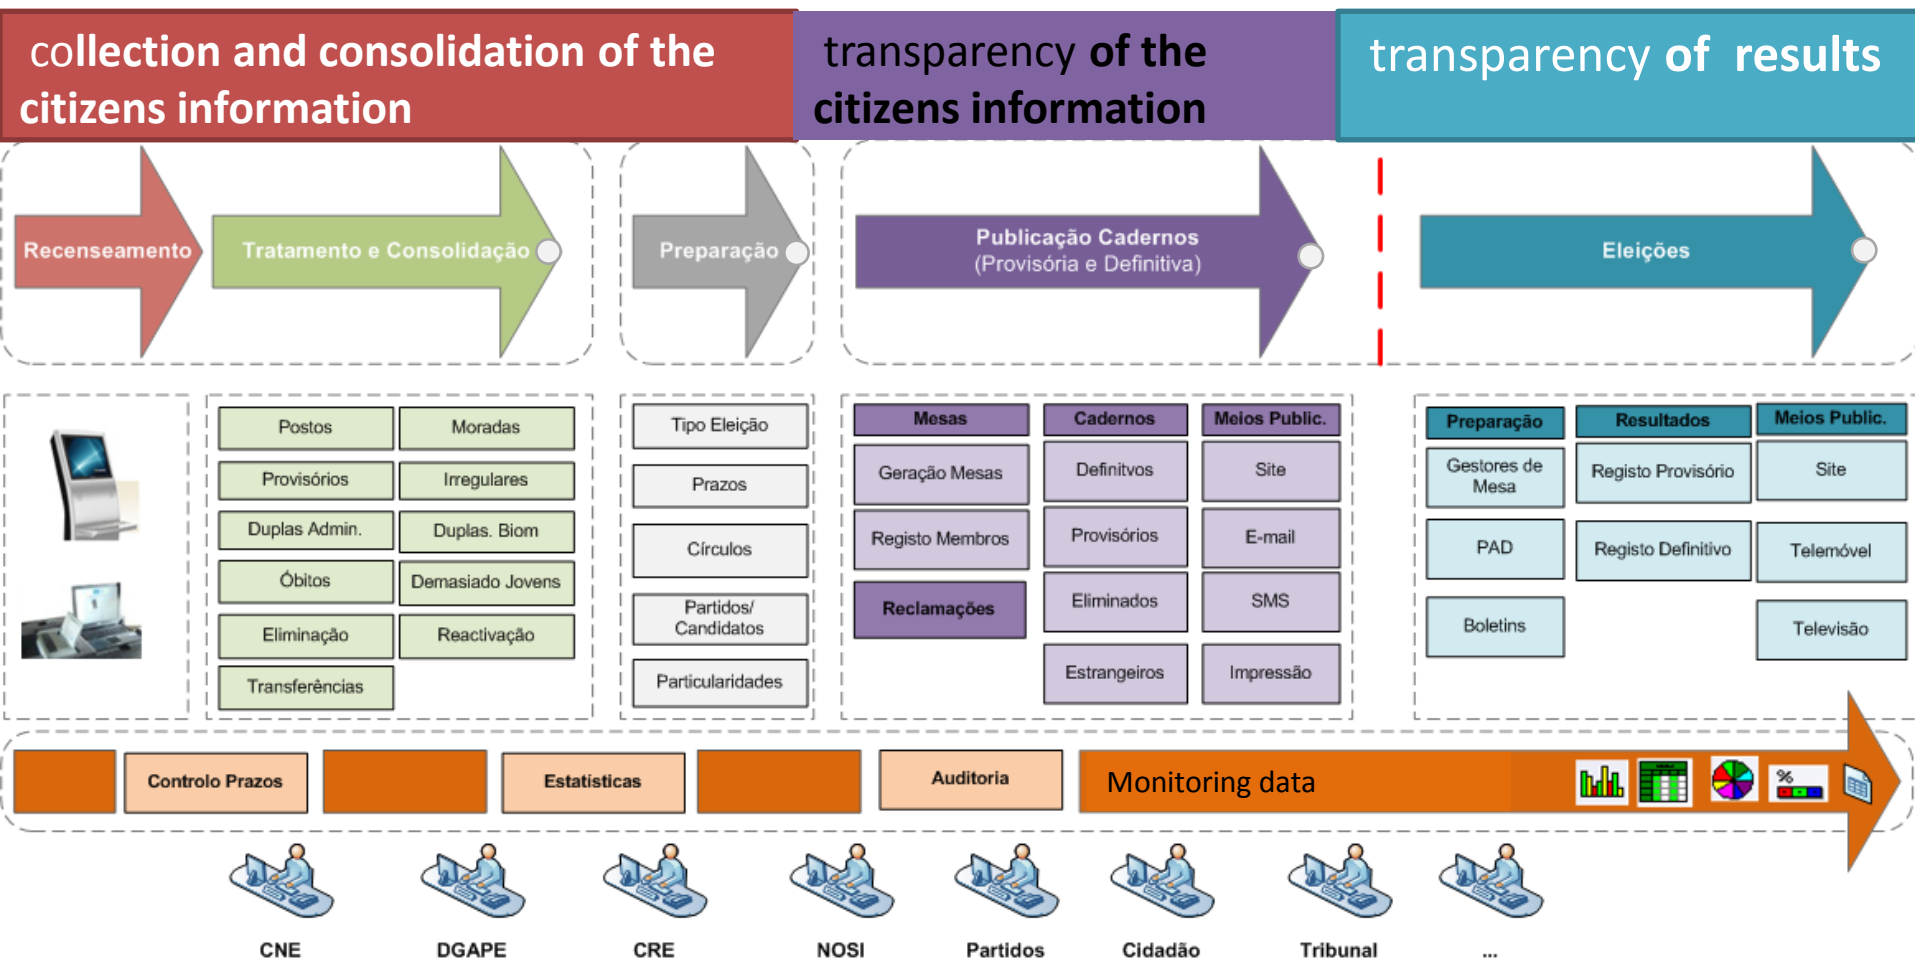 collection and consolidation of the
citizens information
transparency of the
citizens information
transparency of results
Recenseamento
Tratamento e Consolidação
Preparação
Publicação Cadernos
(Provisória e Definitiva)
Eleições
Postos
Moradas
Provisórios
Irregulares
Duplas Admin.
Duplas. Biom
Óbitos
Demasiado Jovens
Eliminação
Reactivação
Transferências
Tipo Eleição
Prazos
Círculos
Partidos/
Candidatos
Particularidades
Mesas
Geração Mesas
Registo Membros
Reclamações
Cadernos
Definitvos
Provisórios
Eliminados
Estrangeiros
Meios Public.
Site
E-mail
SMS
Impressão
Preparação
Gestores de
Mesa
PAD
Boletins
Resultados
Registo Provisório
Registo Definitivo
Meios Public.
Site
Telemóvel
Televisão
Controlo Prazos
Estatísticas
Auditoria
Monitoring data
%
CNE
DGAPE
CRE
NOSI
Partidos
Cidadão
Tribunal
...